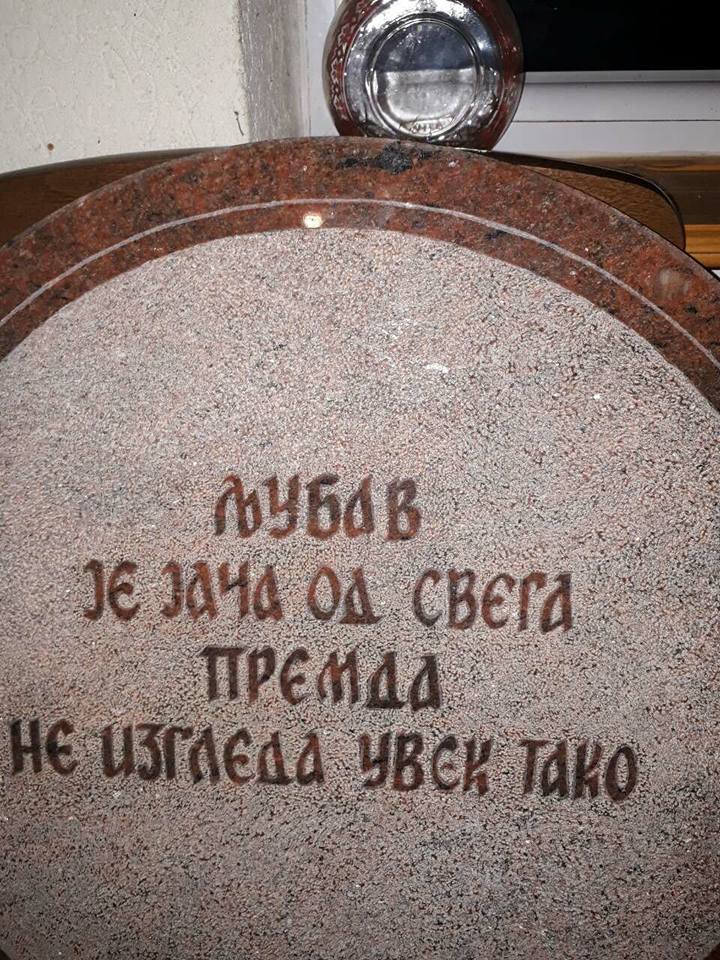 ЉУБАВ
ЈЕ ЈАЧА ОД СВЕГА
ПРЕМДА
НЕ ИЗГЛЕДА УВЕК ТАКО